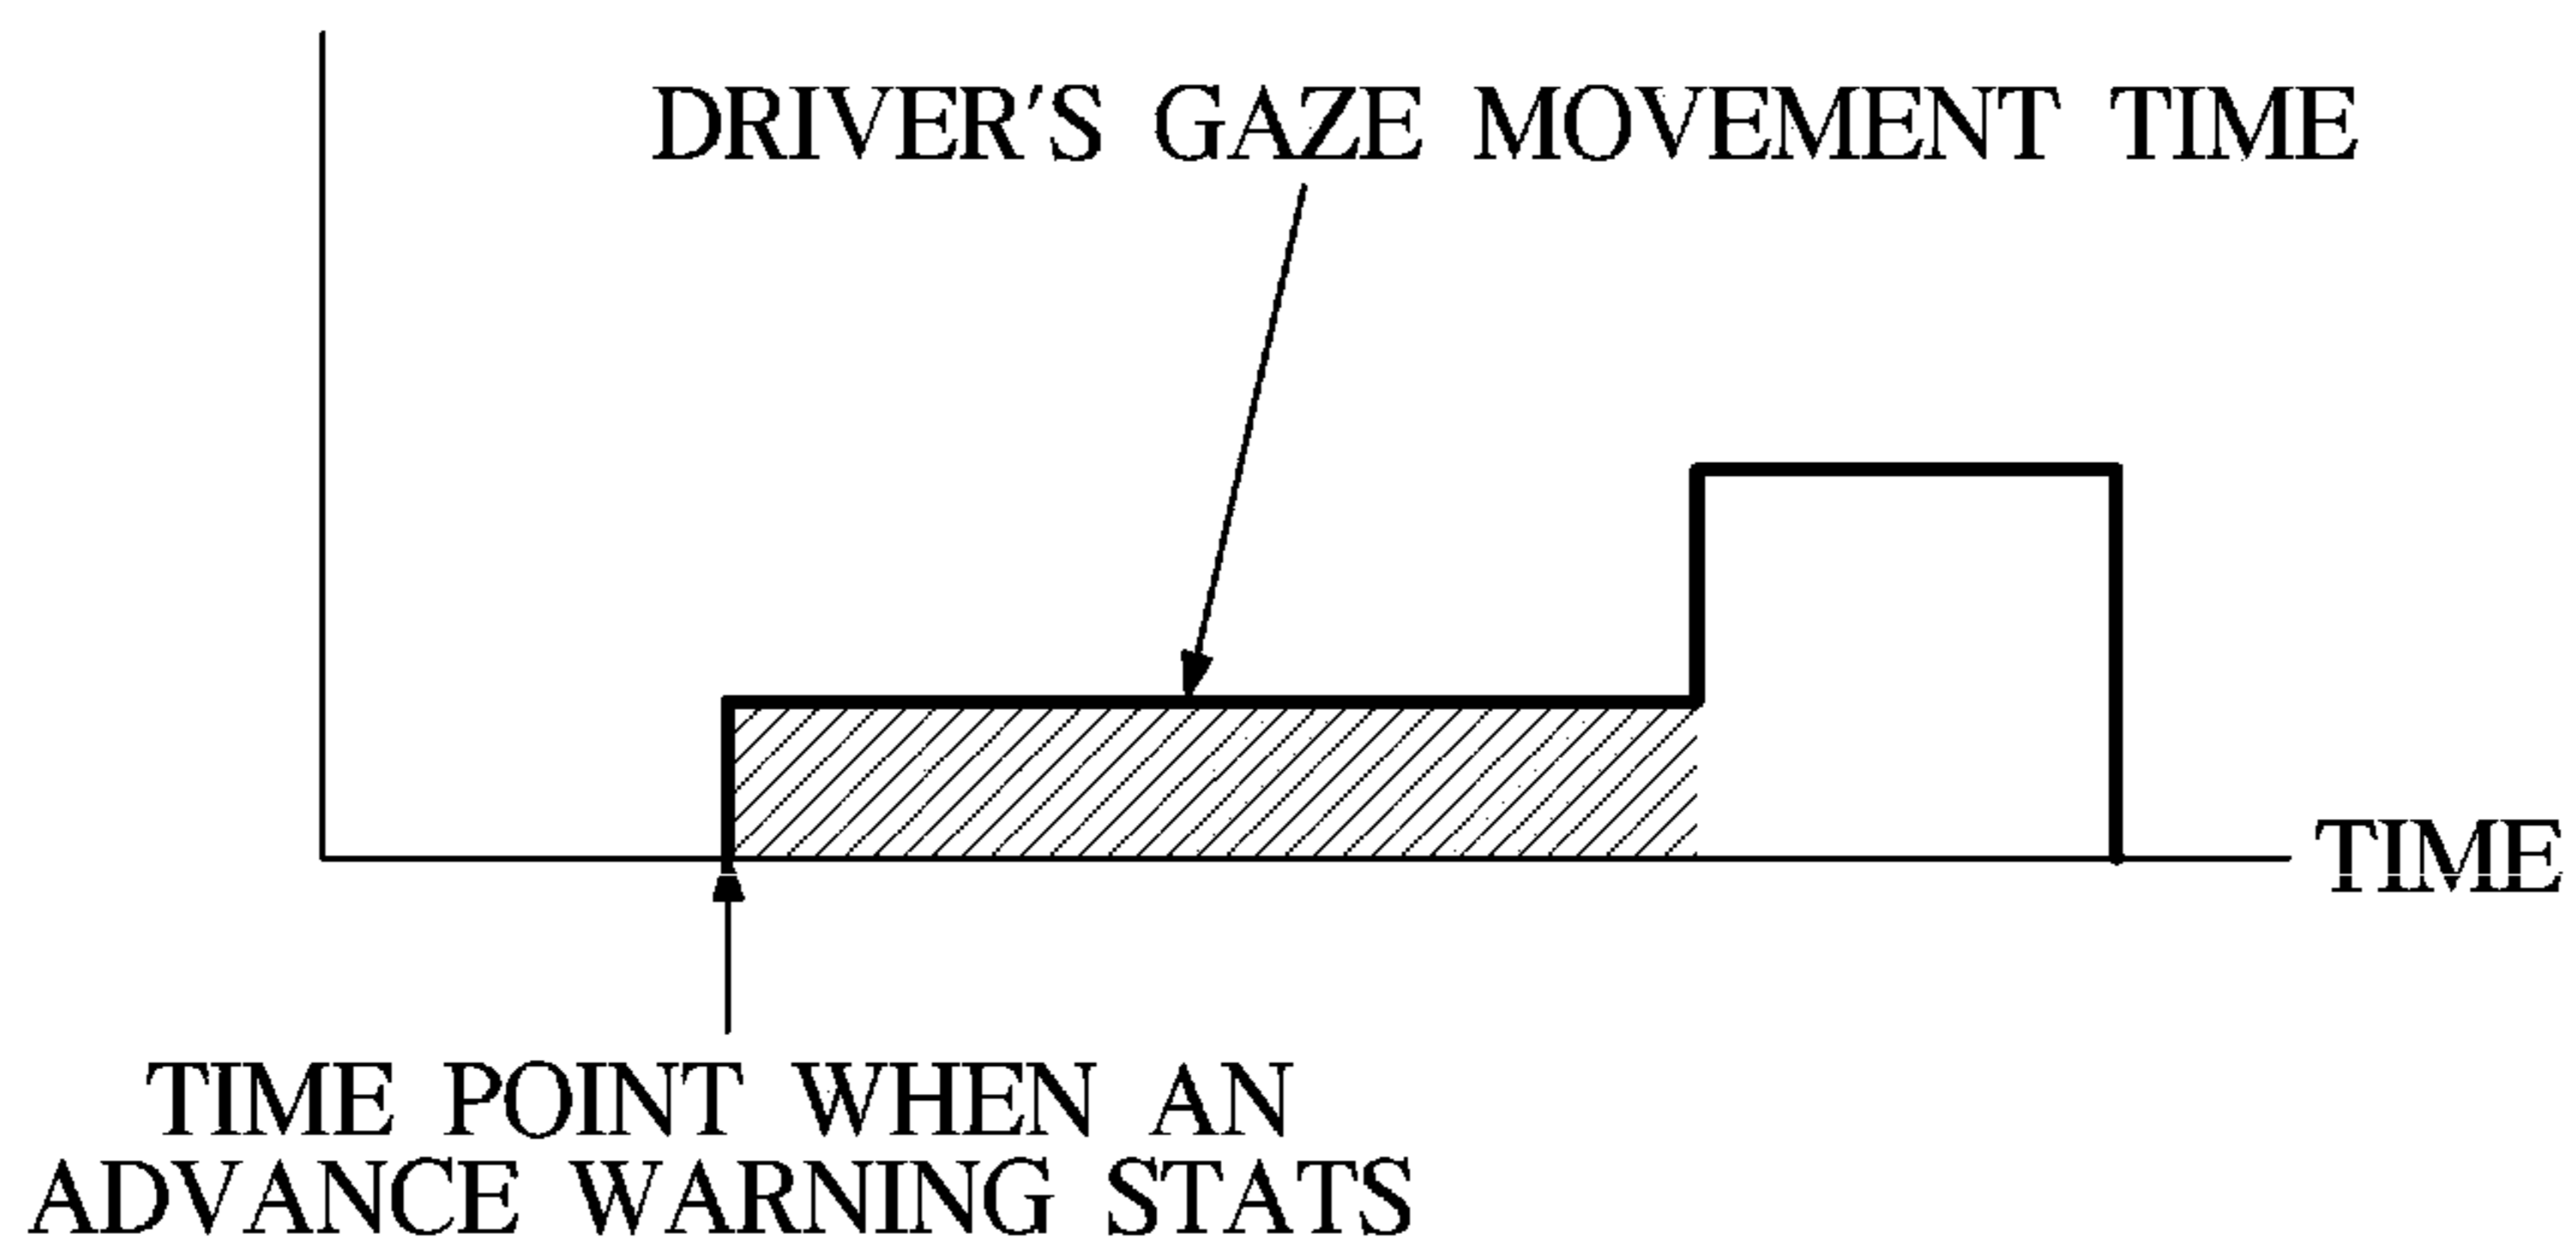 DRIVER'S GAZE MOVEMENT TIME
TIME
TIME POINT WHEN AN
ADVANCE WARNING STATS